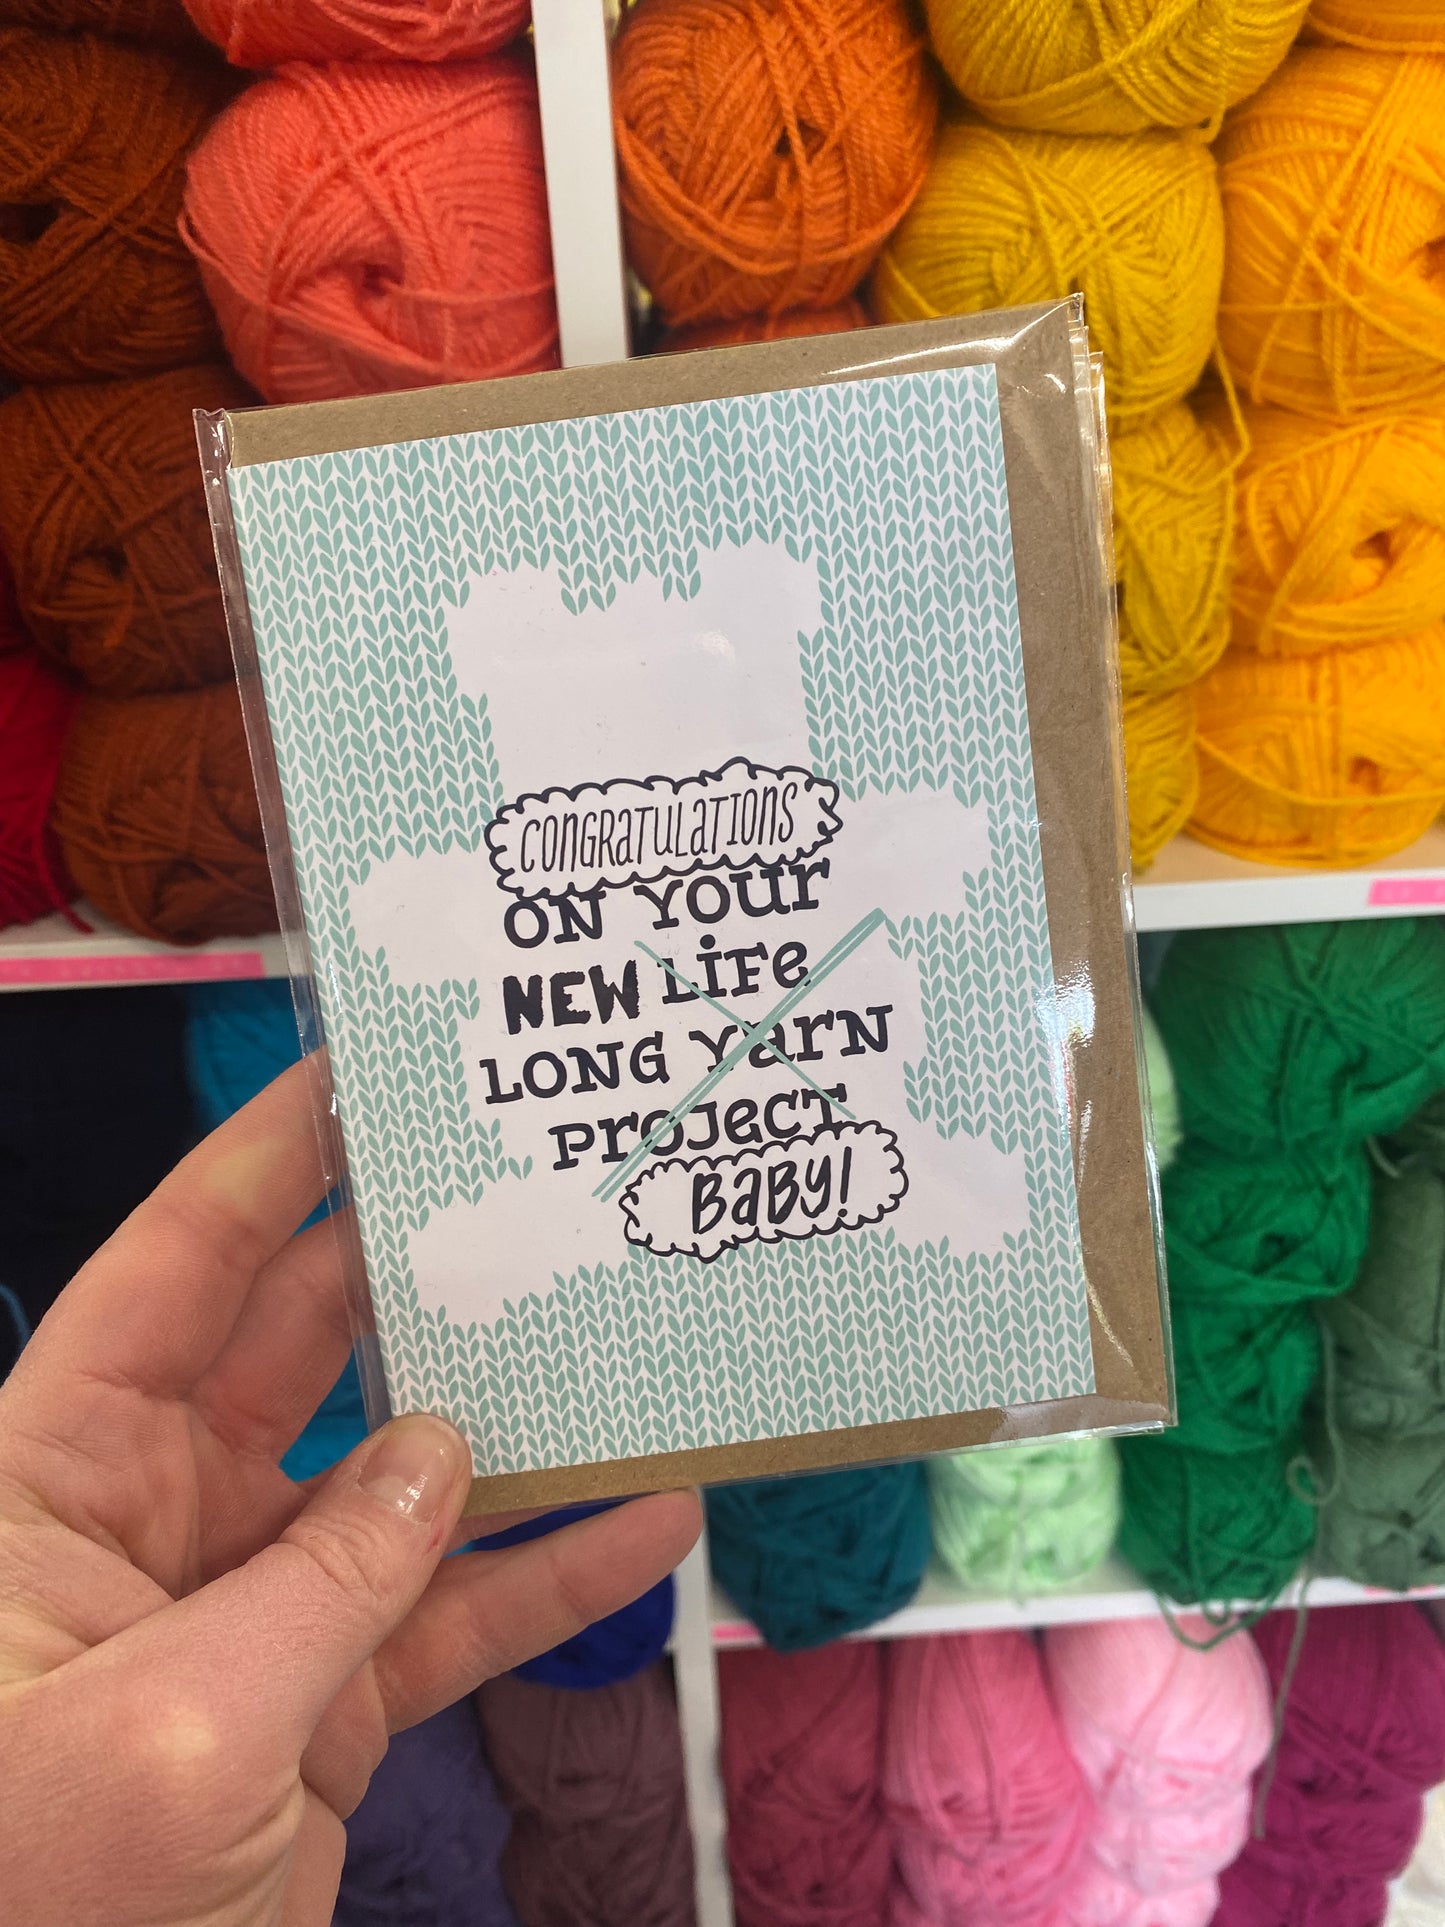 CONGRATULATIONS
ON YOUR
NEW LIFE
LONG YARN
PROJECT
BABY!